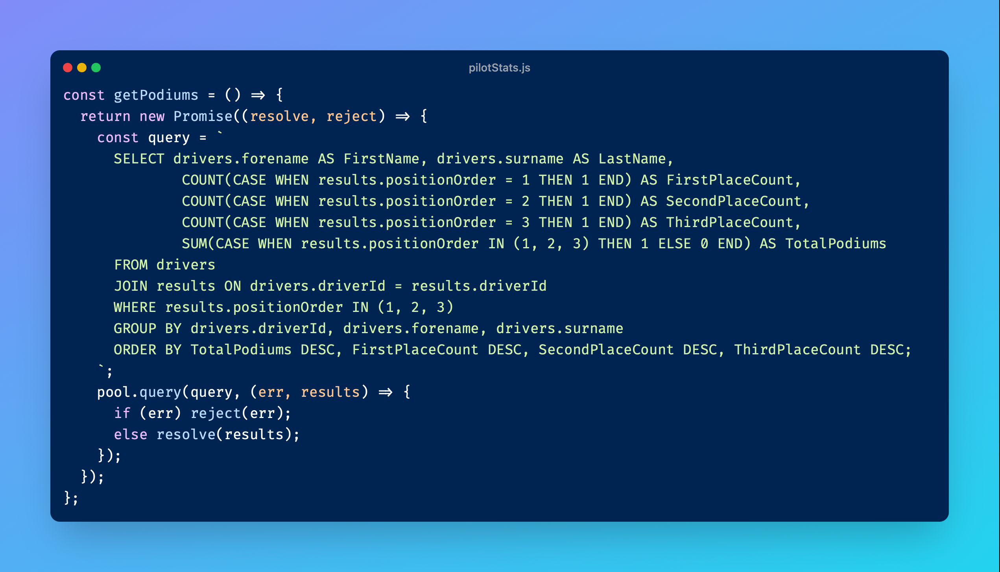 pilotStats.js
const getPodiums = () => {
  return new Promise((resolve, reject) => {
    const query = `
      SELECT drivers.forename AS FirstName, drivers.surname AS LastName,
              COUNT(CASE WHEN results.positionOrder = 1 THEN 1 END) AS FirstPlaceCount,
              COUNT(CASE WHEN results.positionOrder = 2 THEN 1 END) AS SecondPlaceCount,
              COUNT(CASE WHEN results.positionOrder = 3 THEN 1 END) AS ThirdPlaceCount,
              SUM(CASE WHEN results.positionOrder IN (1, 2, 3) THEN 1 ELSE 0 END) AS TotalPodiums
      FROM drivers
      JOIN results ON drivers.driverId = results.driverId
      WHERE results.positionOrder IN (1, 2, 3)
      GROUP BY drivers.driverId, drivers.forename, drivers.surname
      ORDER BY TotalPodiums DESC, FirstPlaceCount DESC, SecondPlaceCount DESC, ThirdPlaceCount DESC;
    `;
    pool.query(query, (err, results) => {
      if (err) reject(err);
      else resolve(results);
    });
  });
};